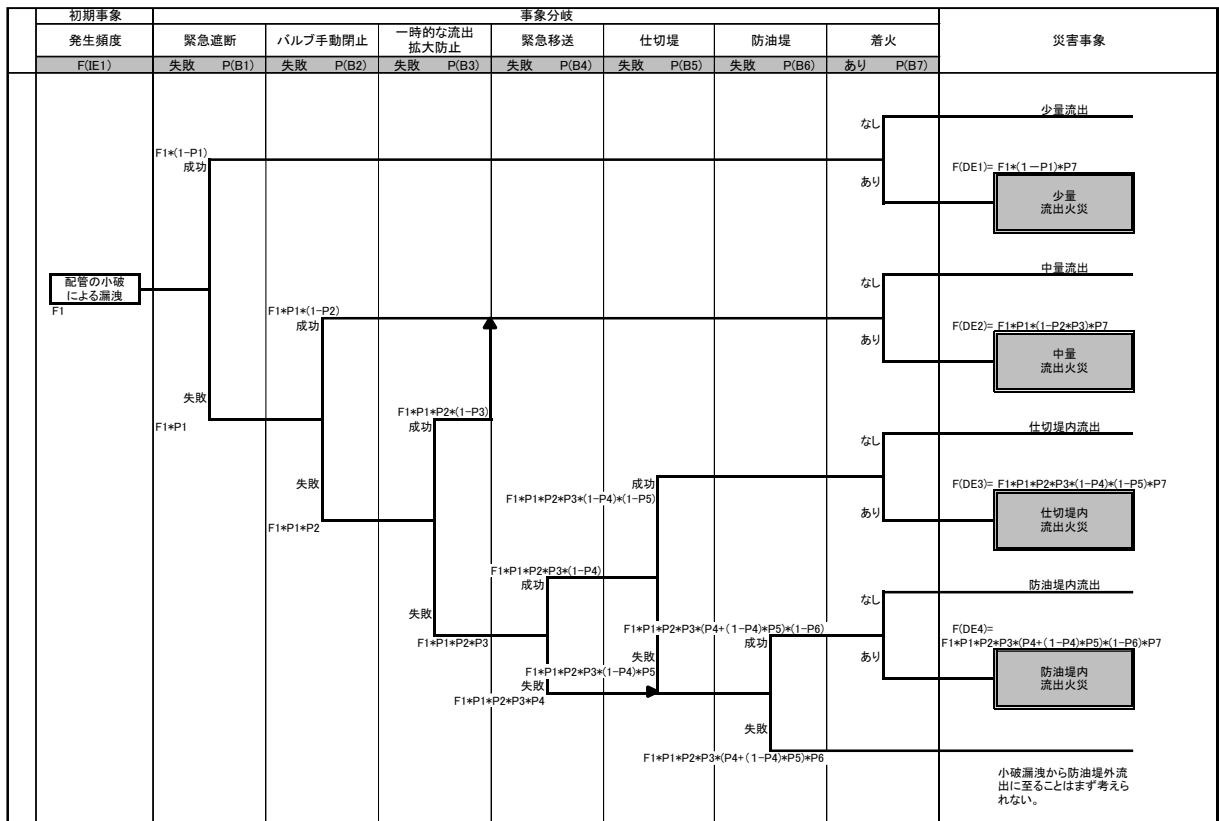 初期事象
事象分岐
発生頻度
緊急遮断
バルブ手動閉止
一時的な流出
拡大防止
緊急移送
仕切堤
防油堤
着火
災害事象
F(IE1)
失敗 P(B1)
失敗 P(B2)
失敗 P(B3)
失敗 P(B4)
失敗 P(B5)
失敗 P(B6)
あり P(B7)
少量流出
なし
F1*(1-P1)
成功
F(DE1)= F1*(1-P1)*P7
あり
少量
流出火災
中量流出
配管の小破
による漏洩
なし
F1
F1*P1*(1-P2)
成功
F(DE2)= F1*P1*(1-P2*P3)*P7
あり
中量
流出火災
失敗
F1*P1*P2*(1-P3)
成功
F1*P1
仕切堤内流出
なし
失敗
成功
F(DE3)= F1*P1*P2*P3*(1-P4)*(1-P5)*P7
F1*P1*P2*P3*(1-P4)*(1-P5)
あり
仕切堤内
流出火災
F1*P1*P2
F1*P1*P2*P3*(1-P4)
成功
防油堤内流出
なし
失敗
F1*P1*P2*P3*(P4+(1-P4)*P5)*(1-P6)
F(DE4)=
F1*P1*P2*P3
成功
F1*P1*P2*P3*(P4+(1-P4)*P5)*(1-P6)*P7
失敗
あり
F1*P1*P2*P3*(1-P4)*P5
防油堤内
流出火災
失敗
F1*P1*P2*P3*P4
失敗
F1*P1*P2*P3*(P4+(1-P4)*P5)*P6
小破漏洩から防油堤外流
出に至ることはまず考えら
れない。